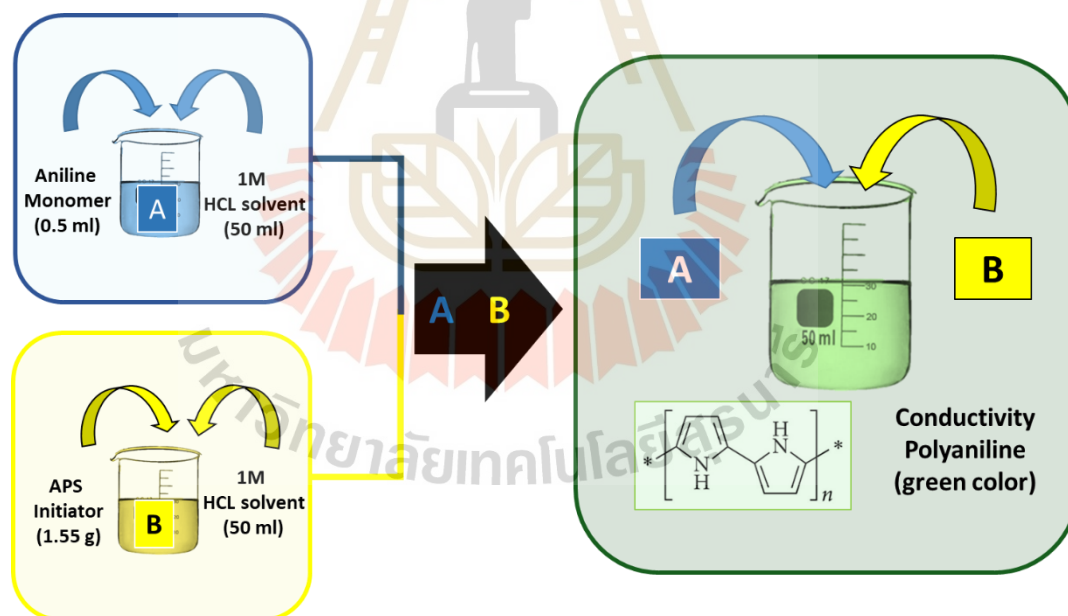 Aniline
Monomer
(0.5 ml)
A
1M
HCL solvent
(50 ml)
APS
Initiator
(1.55 g)
B
1M
HCL solvent
(50 ml)
A B
A
B
30
20
10
50 ml
H
N
N
H
*
*
n
Conductivity
Polyaniline
(green color)
มหาวิทยาลัยเทคโนโลยีสุรนารี